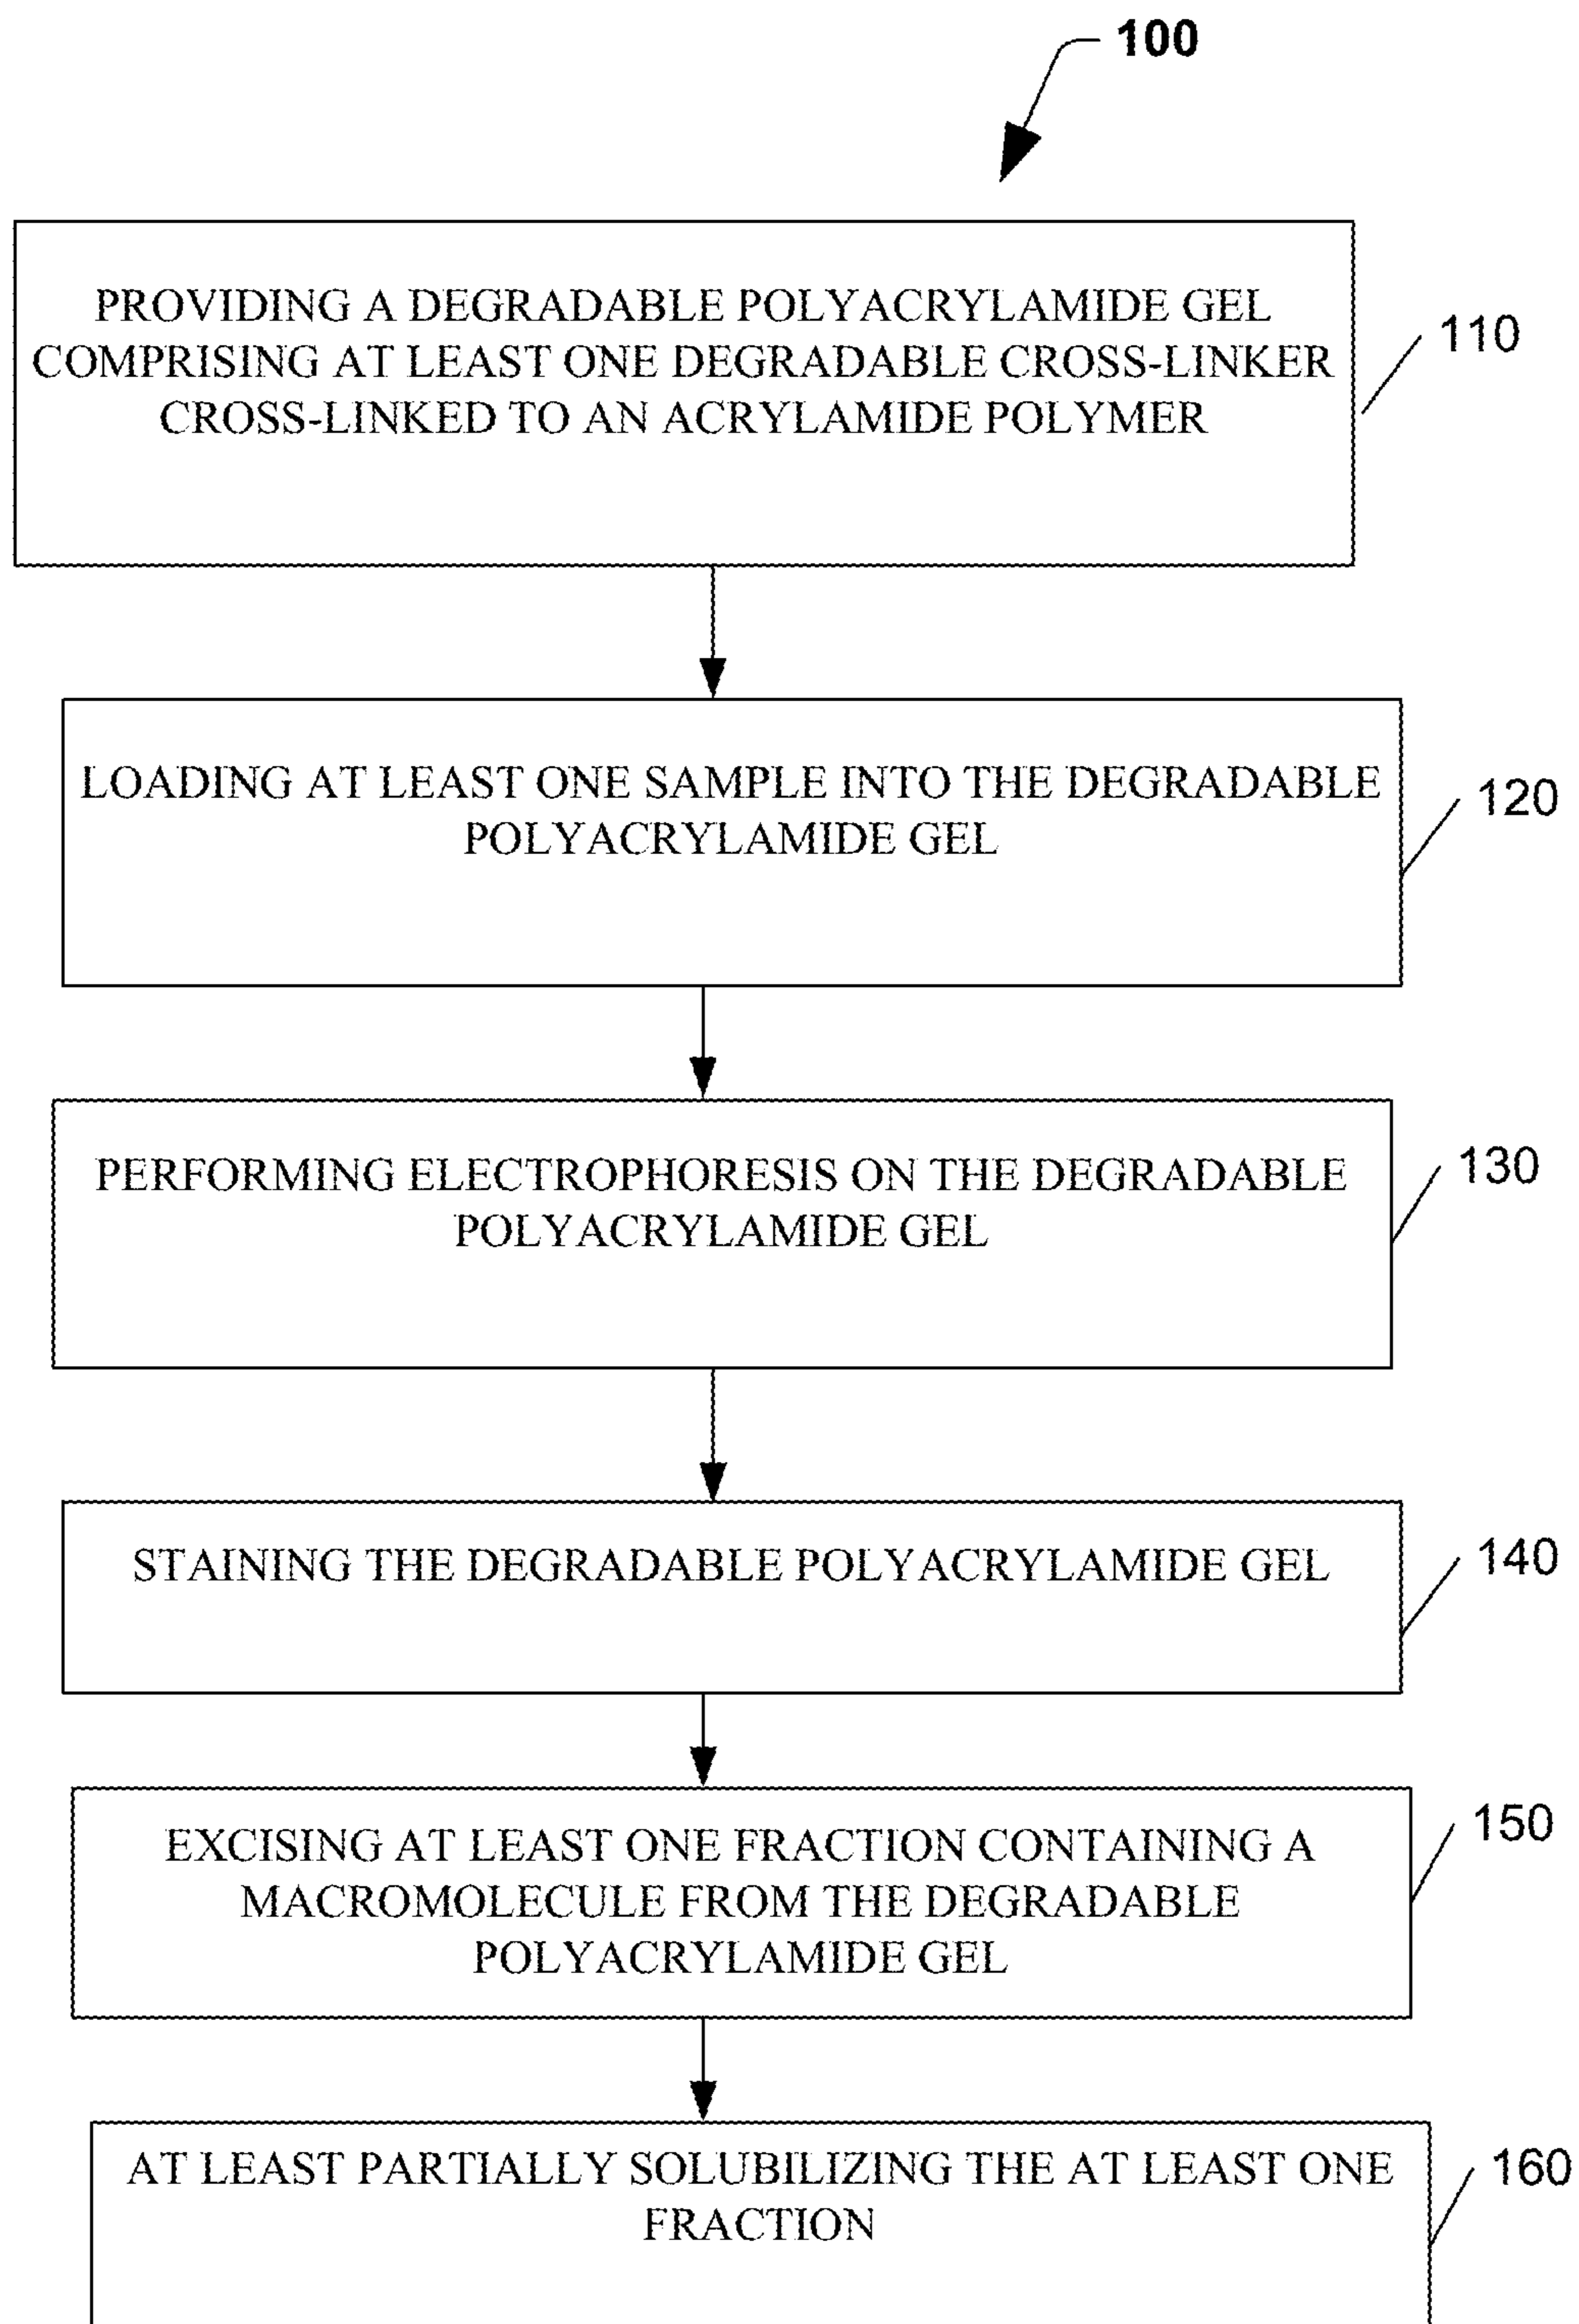 100
PROVIDING A DEGRADABLE POLYACRYLAMIDE GEL
COMPRISING AT LEAST ONE DEGRADABLE CROSS-LINKER
CROSS-LINKED TO AN ACRYLAMIDE POLYMER
110
LOADING AT LEAST ONE SAMPLE INTO THE DEGRADABLE
POLYACRYLAMIDE GEL
120
PERFORMING ELECTROPHORESIS ON THE DEGRADABLE
POLYACRYLAMIDE GEL
130
STAINING THE DEGRADABLE POLYACRYLAMIDE GEL
140
EXCISING AT LEAST ONE FRACTION CONTAINING A
MACROMOLECULE FROM THE DEGRADABLE
POLYACRYLAMIDE GEL
150
AT LEAST PARTIALLY SOLUBILIZING THE AT LEAST ONE
FRACTION
160